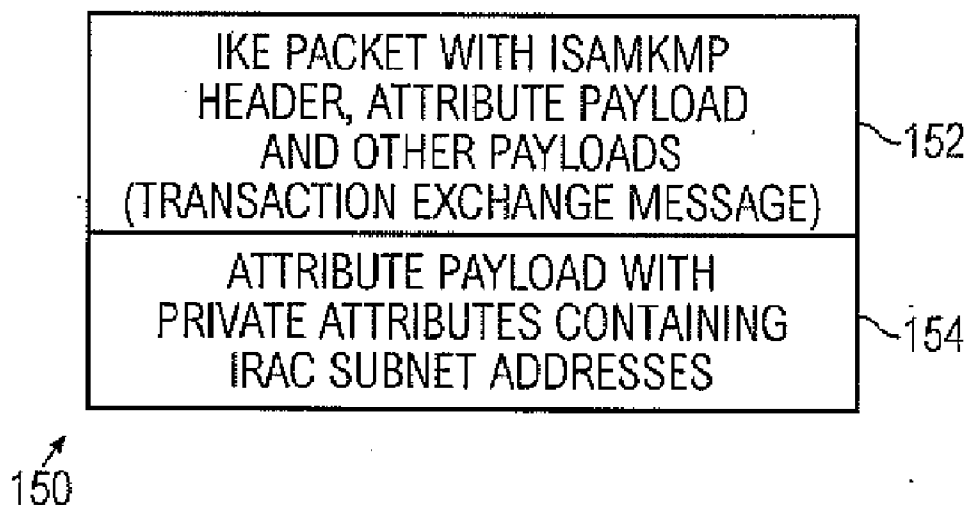 IKE PACKET WITH ISAMKMP
HEADER, ATTRIBUTE PAYLOAD
AND OTHER PAYLOADS
(TRANSACTION EXCHANGE MESSAGE)
152
ATTRIBUTE PAYLOAD WITH
PRIVATE ATTRIBUTES CONTAINING
IRAC SUBNET ADDRESSES
154
150